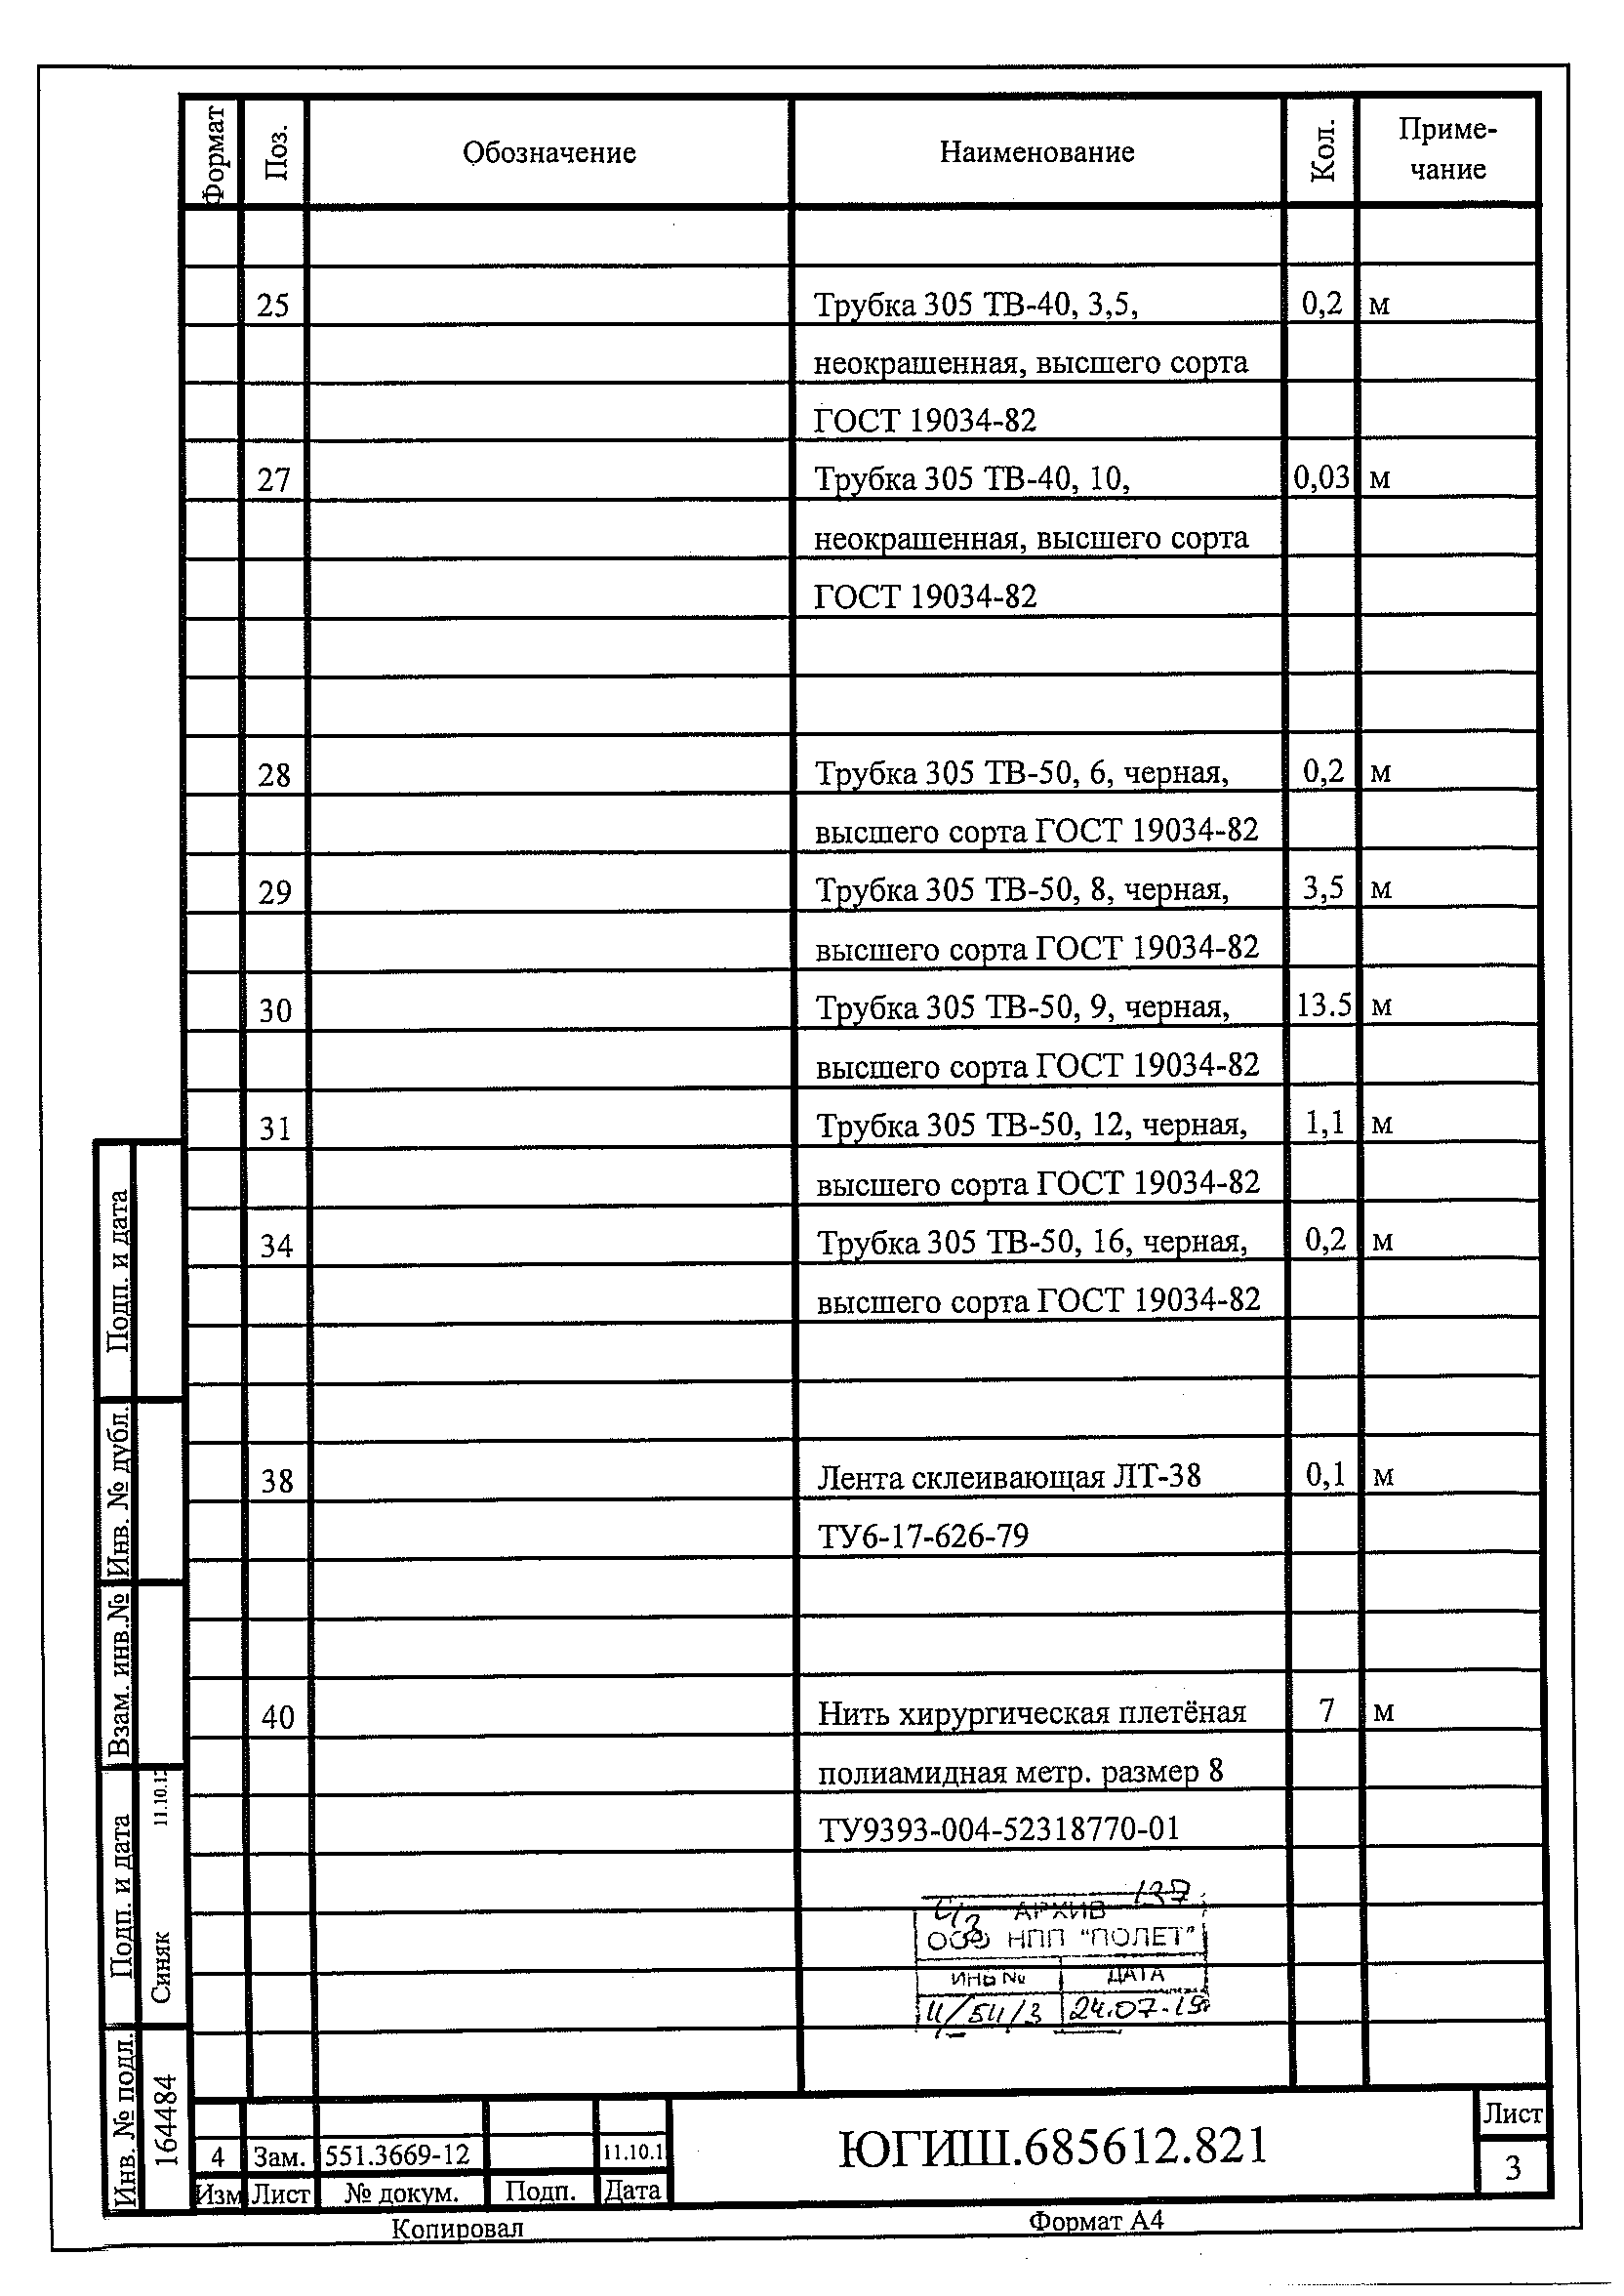 Формат Поз. Обозначение Наименование Кол. Приме-
чание
25 Трубка 305 ТВ-40, 3,5, 0,2 м
неокрашенная, высшего сорта
ГОСТ 19034-82
27 Трубка 305 ТВ-40, 10, 0,03 м
неокрашенная, высшего сорта
ГОСТ 19034-82
28 Трубка 305 ТВ-50, 6, черная, 0,2 м
высшего сорта ГОСТ 19034-82
29 Трубка 305 ТВ-50, 8, черная, 3,5 м
высшего сорта ГОСТ 19034-82
30 Трубка 305 ТВ-50, 9, черная, 13.5 м
высшего сорта ГОСТ 19034-82
31 Трубка 305 ТВ-50, 12, черная, 1,1 м
высшего сорта ГОСТ 19034-82
34 Трубка 305 ТВ-50, 16, черная, 0,2 м
высшего сорта ГОСТ 19034-82
38 Лента склеивающая ЛТ-38 0,1 м
ТУ6-17-626-79
40 Нить хирургическая плетёная 7 м
полиамидная метр. размер 8
ТУ9393-004-52318770-01
137
АРХИВ
ООО НПП "ПОЛЕТ"
ИНВ № ДАТА
24.07.19
Подп. и дата
Инв. № дубл.
Взам. инв.№
Подп. и дата
Синяк 11.10.12
Инв. № подл.
164484
4 Зам. 551.3669-12 11.10.1
Изм Лист № докум. Подп. Дата
ЮГИШ.685612.821
Лист
3
Копировал Формат А4